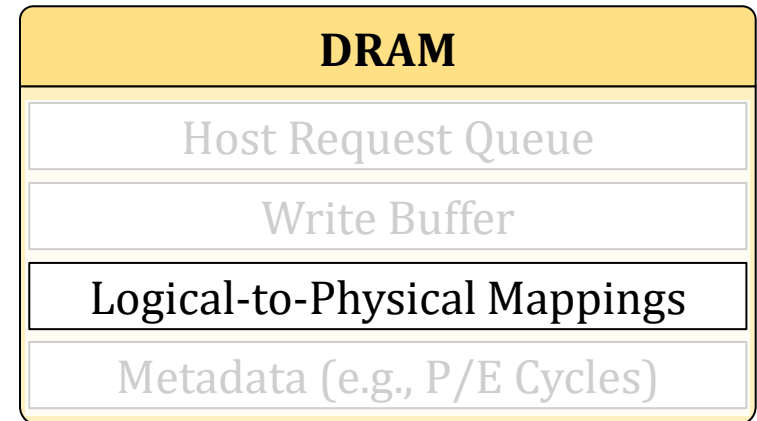 DRAM
Host Request Queue
Write Buffer
Logical-to-Physical Mappings
Metadata (e.g., P/E Cycles)